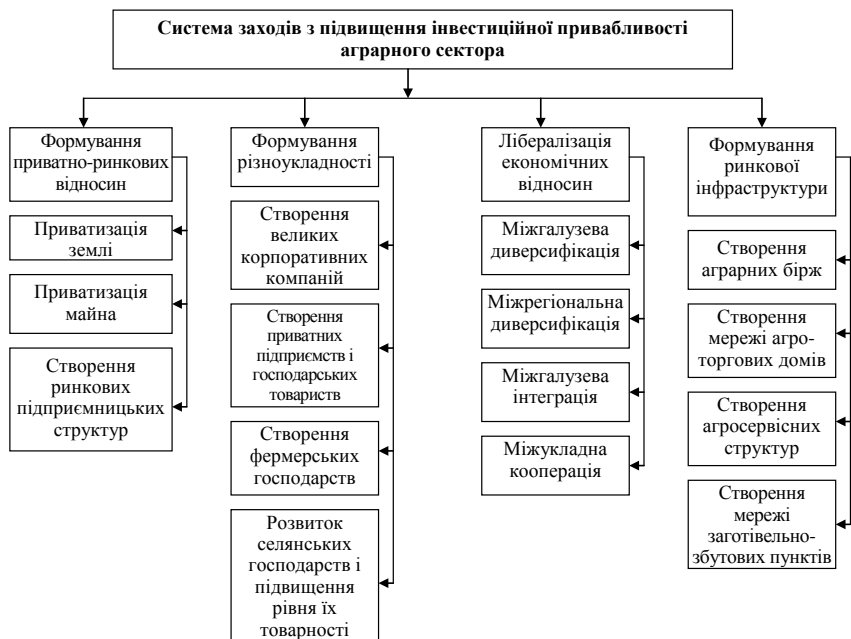 Система заходів з підвищення інвестиційної привабливості
аграрного сектора
Формування
приватно-ринкових
відносин
Приватизація
землі
Приватизація
майна
Створення
ринкових
підприємницьких
структур
Формування
різноукладності
Створення
великих
корпоративних
компаній
Створення
приватних
підприємств і
господарських
товариств
Створення
фермерських
господарств
Розвиток
селянських
господарств і
підвищення
рівня їх
товарності
Лібералізація
економічних
відносин
Міжгалузева
диверсифікація
Міжрегіональна
диверсифікація
Міжгалузева
інтеграція
Міжукладна
кооперація
Формування
ринкової
інфраструктури
Створення
аграрних бірж
Створення
мережі агро-
торгових домів
Створення
агросервісних
структур
Створення
мережі
заготівельно-
збутових пунктів